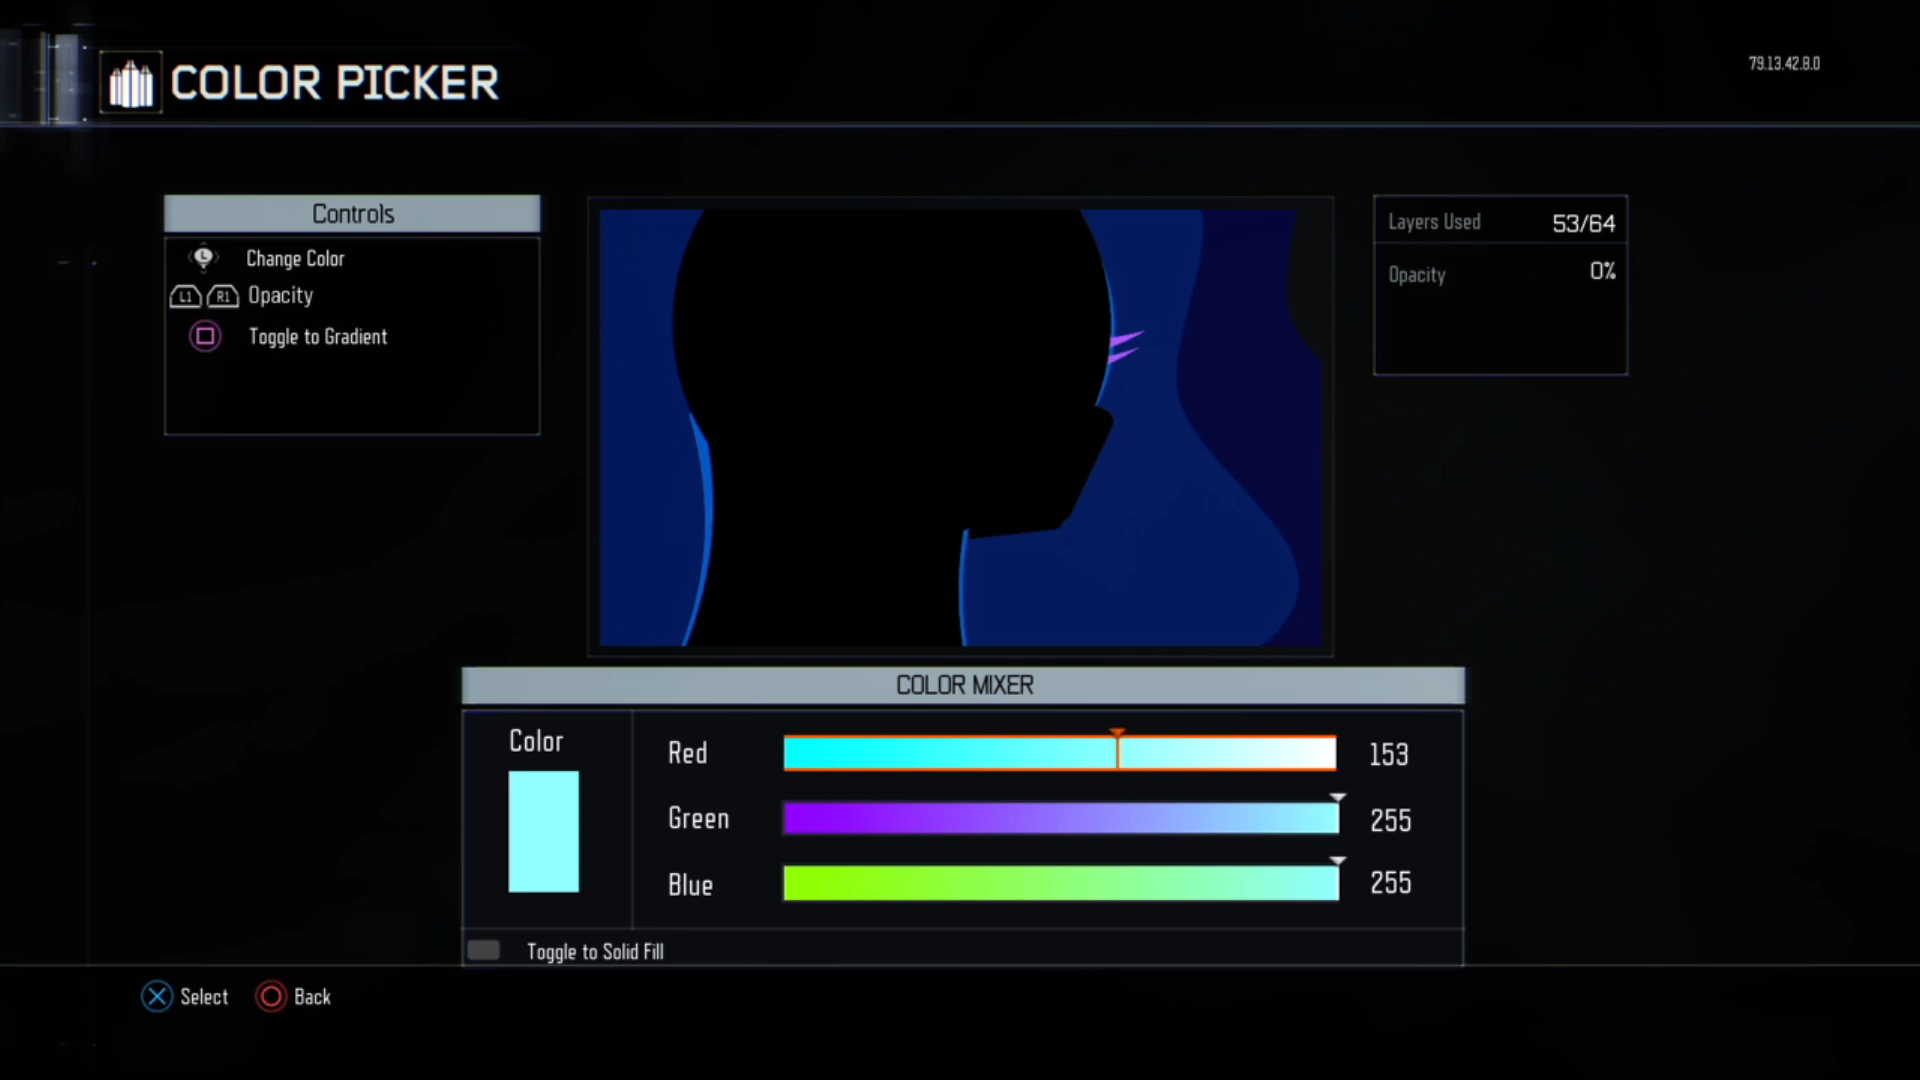 COLOR PICKER
79.13.42.8.0
Controls
L Change Color
L1 R1 Opacity
Toggle to Gradient
Layers Used 53/64
Opacity 0%
COLOR MIXER
Color
Red 153
Green 255
Blue 255
Toggle to Solid Fill
Select Back